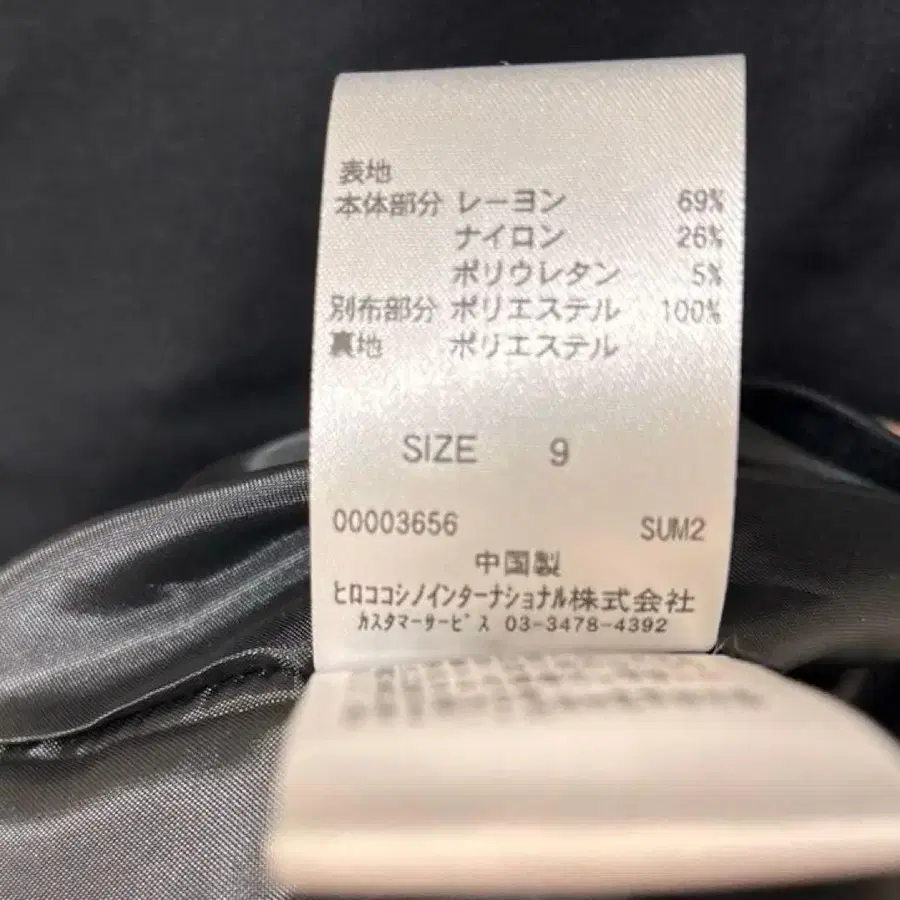 表地
本体部分 レーヨン 69%
ナイロン 26%
ポリウレタン 5%
別布部分 ポリエステル 100%
裏地 ポリエステル
SIZE 9
00003656 SUM2
中国製
ヒロココシノインターナショナル株式会社
カスタマーサービス 03-3478-4392